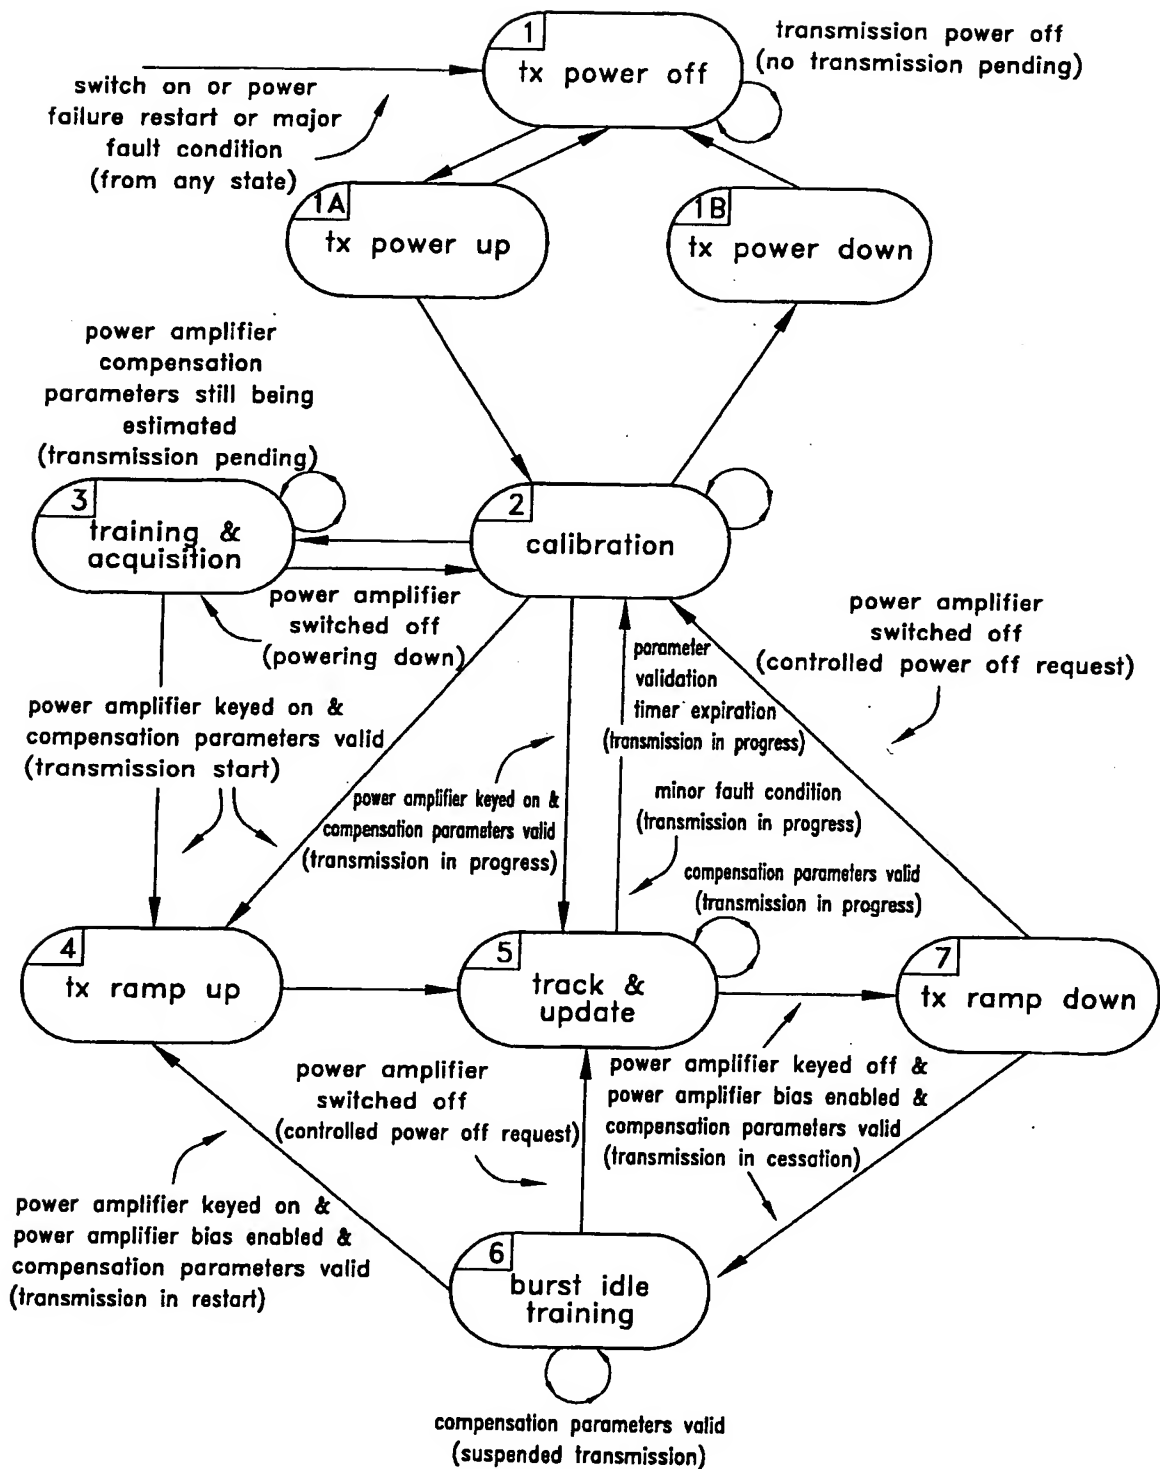 1
tx power off
transmission power off
(no transmission pending)
switch on or power
failure restart or major
fault condition
(from any state)
1A
tx power up
1B
tx power down
power amplifier
compensation
parameters still being
estimated
(transmission pending)
3
training &
acquisition
2
calibration
power amplifier
switched off
(powering down)
power amplifier
switched off
(controlled power off request)
parameter
validation
timer expiration
(transmission in progress)
power amplifier keyed on &
compensation parameters valid
(transmission start)
power amplifier keyed on &
compensation parameters valid
(transmission in progress)
minor fault condition
(transmission in progress)
compensation parameters valid
(transmission in progress)
4
tx ramp up
5
track &
update
7
tx ramp down
power amplifier
switched off
(controlled power off request)
power amplifier keyed off &
power amplifier bias enabled &
compensation parameters valid
(transmission in cessation)
power amplifier keyed on &
power amplifier bias enabled &
compensation parameters valid
(transmission in restart)
6
burst idle
training
compensation parameters valid
(suspended transmission)